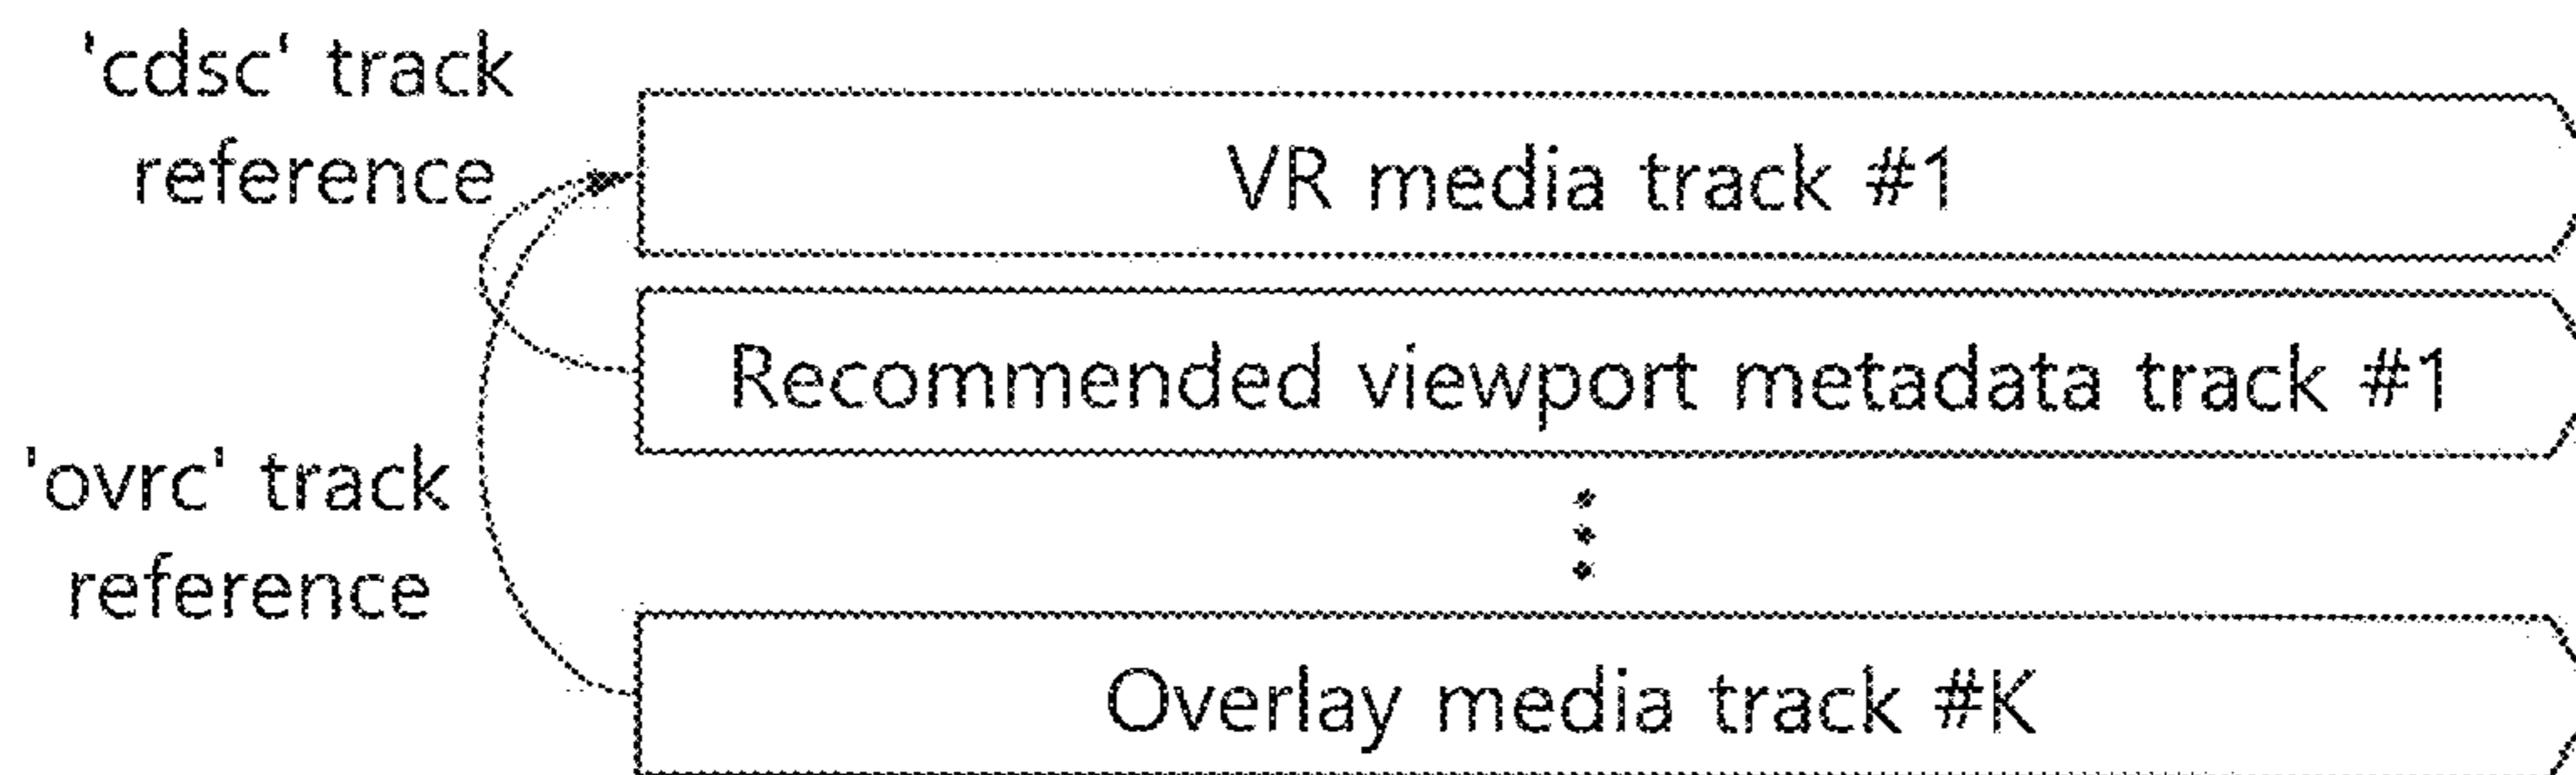 'cdsc' track
reference
VR media track #1
Recommended viewport metadata track #1
'ovrc' track
reference
Overlay media track #K